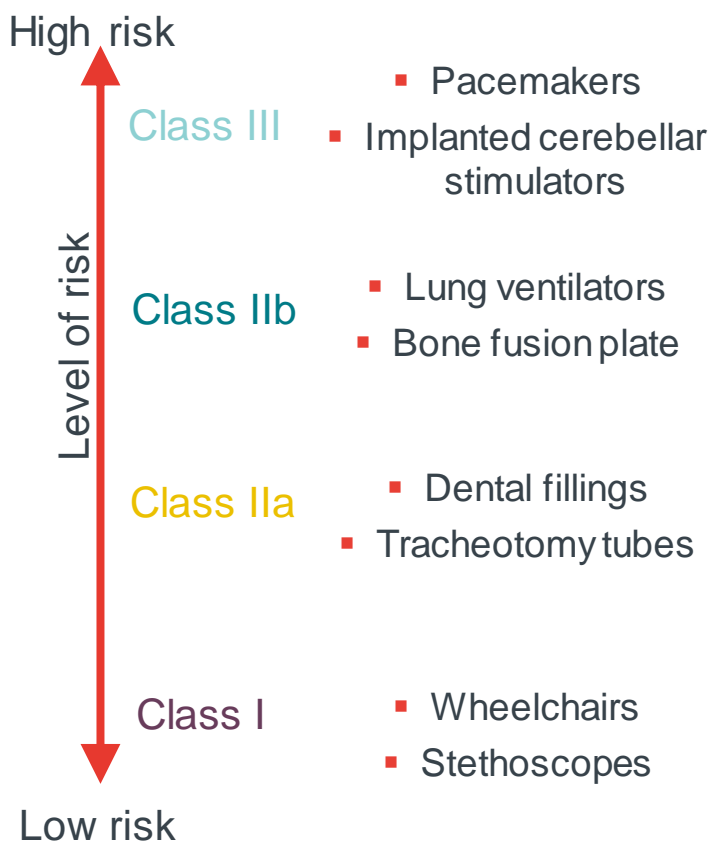 High risk
Class III
▪ Pacemakers
▪ Implanted cerebellar
stimulators
Level of risk
Class IIb
▪ Lung ventilators
▪ Bone fusion plate
Class IIa
▪ Dental fillings
▪ Tracheotomy tubes
Class I
▪ Wheelchairs
▪ Stethoscopes
Low risk